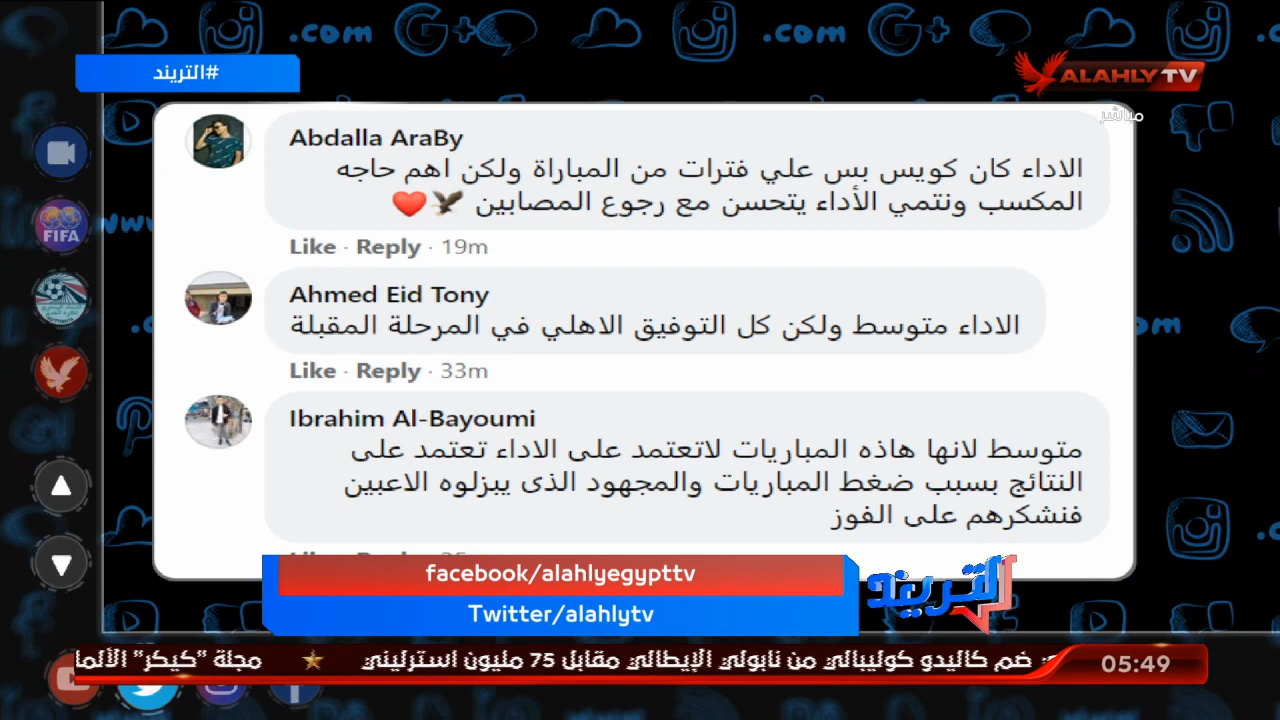 #التريند
ALAHLY TV
مباشر
Abdalla AraBy
الاداء كان كويس بس علي فترات من المباراة ولكن اهم حاجه
المكسب ونتمي الأداء يتحسن مع رجوع المصابين 🦅❤️
Like · Reply · 19m
FIFA
Ahmed Eid Tony
الاداء متوسط ولكن كل التوفيق الاهلي في المرحلة المقبلة
Like · Reply · 33m
Ibrahim Al-Bayoumi
متوسط لانها هاذه المباريات لاتعتمد على الاداء تعتمد على
النتائج بسبب ضغط المباريات والمجهود الذى يبزلوه الاعبين
فنشكرهم على الفوز
facebook/alahlyegypttv
Twitter/alahlytv
التريند
ضم كاليدو كوليبالي من نابولي الإيطالي مقابل 75 مليون استرليني ★ مجلة "كيكر"
05:49
.com
G+
.com
G+